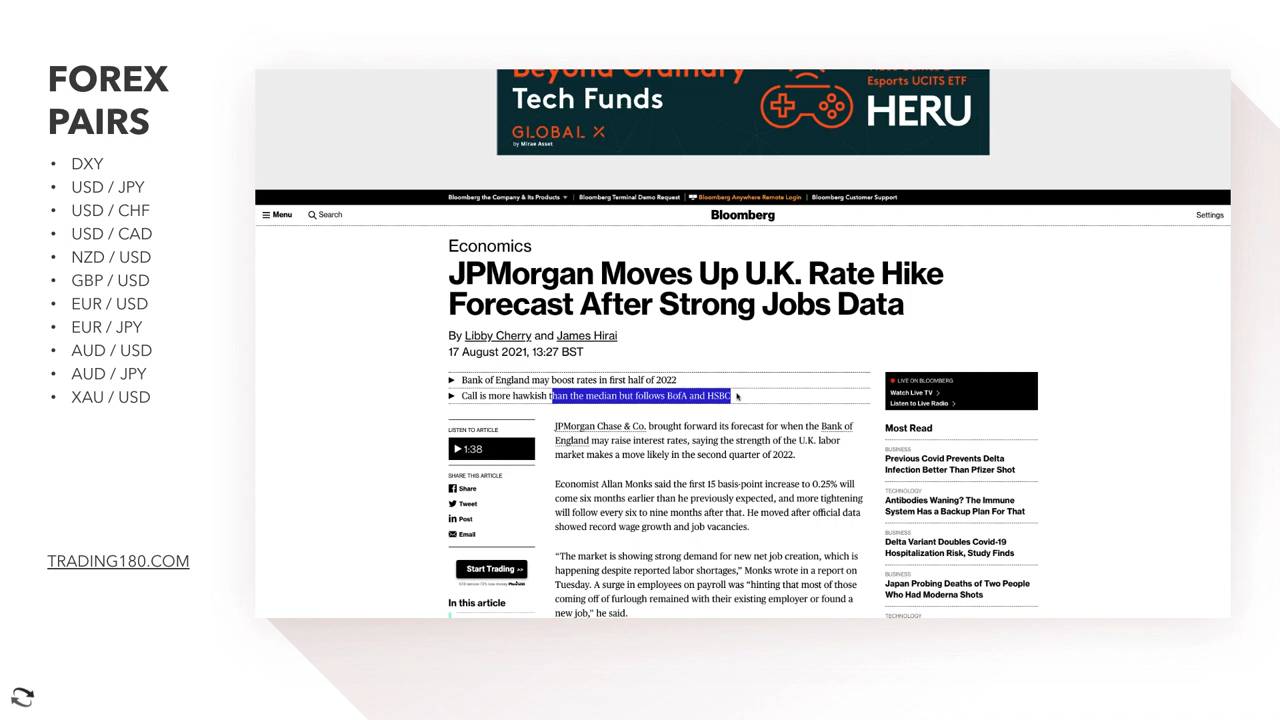 FOREX
PAIRS
• DXY
• USD / JPY
• USD / CHF
• USD / CAD
• NZD / USD
• GBP / USD
• EUR / USD
• EUR / JPY
• AUD / USD
• AUD / JPY
• XAU / USD
TRADING180.COM
Beyond Ordinary
Tech Funds
GLOBAL X
by Mirae Asset
Esports UCITS ETF
HERU
Bloomberg the Company & Its Products | Bloomberg Terminal Demo Request | Bloomberg Anywhere Remote Login | Bloomberg Customer Support
Menu Search Bloomberg Settings
Economics
JPMorgan Moves Up U.K. Rate Hike
Forecast After Strong Jobs Data
By Libby Cherry and James Hirai
17 August 2021, 13:27 BST
Bank of England may boost rates in first half of 2022
Call is more hawkish than the median but follows BofA and HSBC
LISTEN TO ARTICLE
1:38
SHARE THIS ARTICLE
Share
Tweet
Post
Email
Start Trading >>
In this article
JPMorgan Chase & Co. brought forward its forecast for when the Bank of
England may raise interest rates, saying the strength of the U.K. labor
market makes a move likely in the second quarter of 2022.
Economist Allan Monks said the first 15 basis-point increase to 0.25% will
come six months earlier than he previously expected, and more tightening
will follow every six to nine months after that. He moved after official data
showed record wage growth and job vacancies.
“The market is showing strong demand for new net job creation, which is
happening despite reported labor shortages,” Monks wrote in a report on
Tuesday. A surge in employees on payroll was “hinting that most of those
coming off of furlough remained with their existing employer or found a
new job,” he said.
LIVE ON BLOOMBERG
Watch Live TV >
Listen to Live Radio >
Most Read
BUSINESS
Previous Covid Prevents Delta
Infection Better Than Pfizer Shot
TECHNOLOGY
Antibodies Waning? The Immune
System Has a Backup Plan For That
Delta Variant Doubles Covid-19
Hospitalization Risk, Study Finds
BUSINESS
Japan Probing Deaths of Two People
Who Had Moderna Shots
TECHNOLOGY